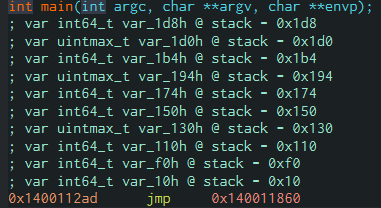 int main(int argc, char **argv, char **envp);
; var int64_t var_1d8h @ stack - 0x1d8
; var uintmax_t var_1d0h @ stack - 0x1d0
; var int64_t var_1b4h @ stack - 0x1b4
; var uintmax_t var_194h @ stack - 0x194
; var int64_t var_174h @ stack - 0x174
; var int64_t var_150h @ stack - 0x150
; var uintmax_t var_130h @ stack - 0x130
; var int64_t var_110h @ stack - 0x110
; var int64_t var_f0h @ stack - 0xf0
; var int64_t var_10h @ stack - 0x10
0x1400112ad jmp 0x140011860